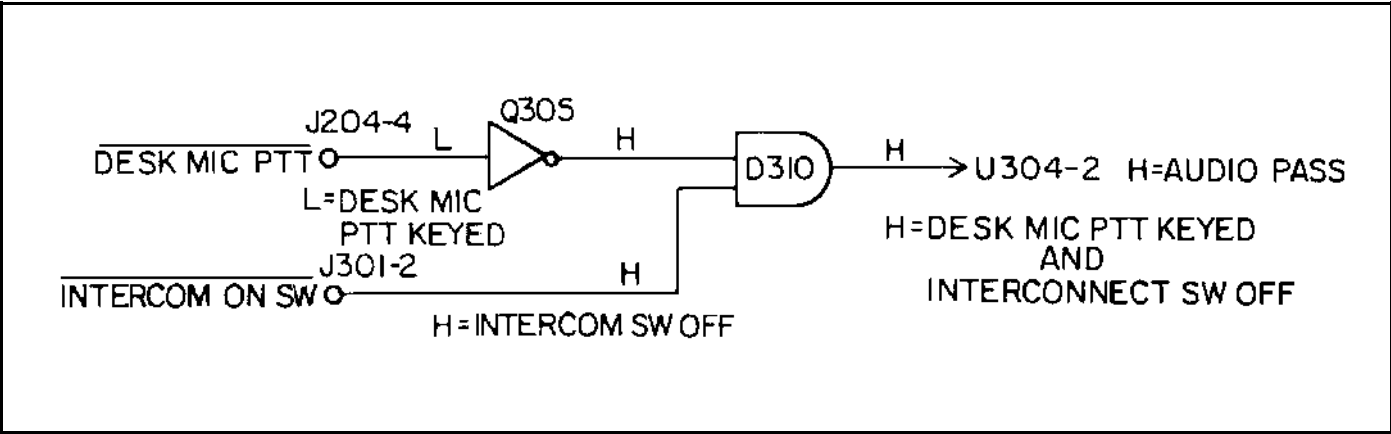 J204-4
DESK MIC PTT
L
Q305
H
D310
H
U304-2 H=AUDIO PASS
L=DESK MIC
PTT KEYED
H=DESK MIC PTT KEYED
AND
INTERCONNECT SW OFF
J301-2
INTERCOM ON SW
H
H=INTERCOM SW OFF